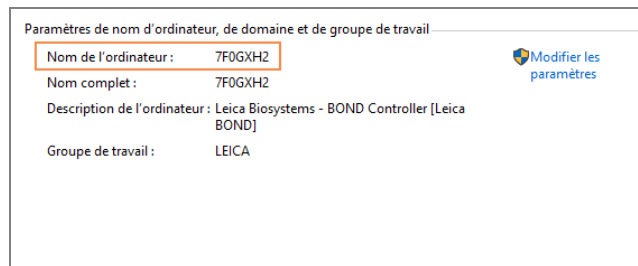 Paramètres de nom d'ordinateur, de domaine et de groupe de travail
Nom de l'ordinateur : 7F0GXH2
Modifier les
paramètres
Nom complet : 7F0GXH2
Description de l'ordinateur : Leica Biosystems - BOND Controller [Leica
BOND]
Groupe de travail : LEICA